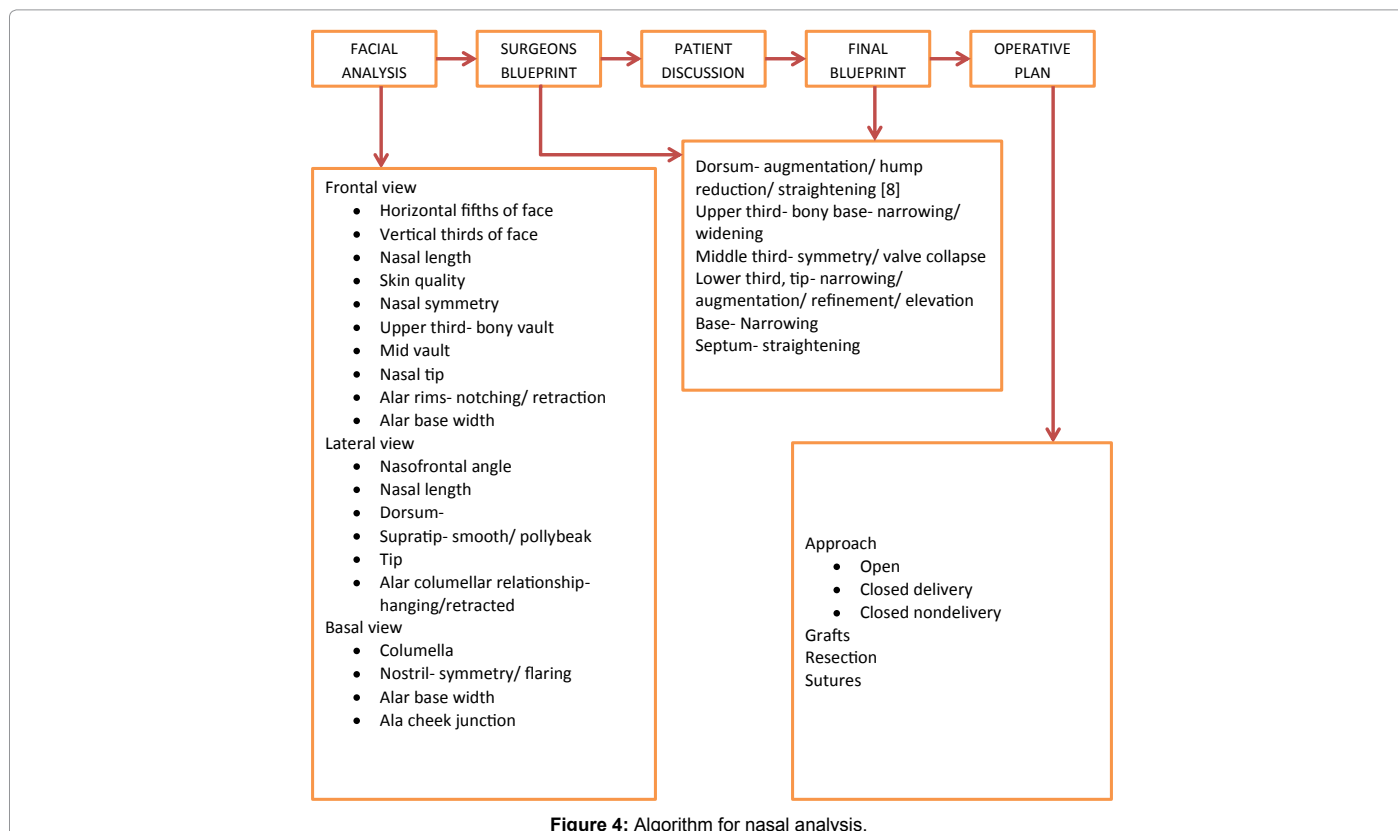 FACIAL
ANALYSIS
SURGEONS
BLUEPRINT
PATIENT
DISCUSSION
FINAL
BLUEPRINT
OPERATIVE
PLAN
Frontal view
• Horizontal fifths of face
• Vertical thirds of face
• Nasal length
• Skin quality
• Nasal symmetry
• Upper third- bony vault
• Mid vault
• Nasal tip
• Alar rims- notching/ retraction
• Alar base width
Lateral view
• Nasofrontal angle
• Nasal length
• Dorsum-
• Supratip- smooth/ pollybeak
• Tip
• Alar columellar relationship-
hanging/retracted
Basal view
• Columella
• Nostril- symmetry/ flaring
• Alar base width
• Ala cheek junction
Dorsum- augmentation/ hump
reduction/ straightening [8]
Upper third- bony base- narrowing/
widening
Middle third- symmetry/ valve collapse
Lower third, tip- narrowing/
augmentation/ refinement/ elevation
Base- Narrowing
Septum- straightening
Approach
• Open
• Closed delivery
• Closed nondelivery
Grafts
Resection
Sutures
Figure 4: Algorithm for nasal analysis.